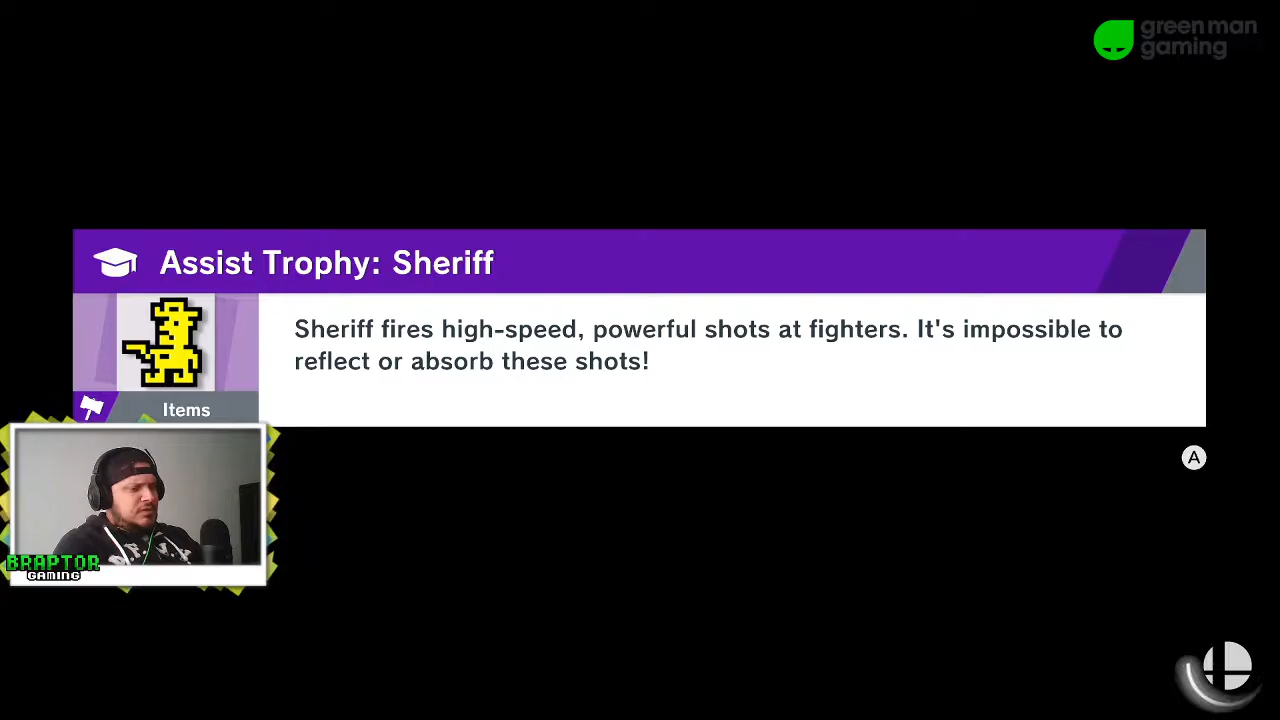 green man
gaming
Assist Trophy: Sheriff
Sheriff fires high-speed, powerful shots at fighters. It's impossible to
reflect or absorb these shots!
Items
A
BRAPTOR
GAMING